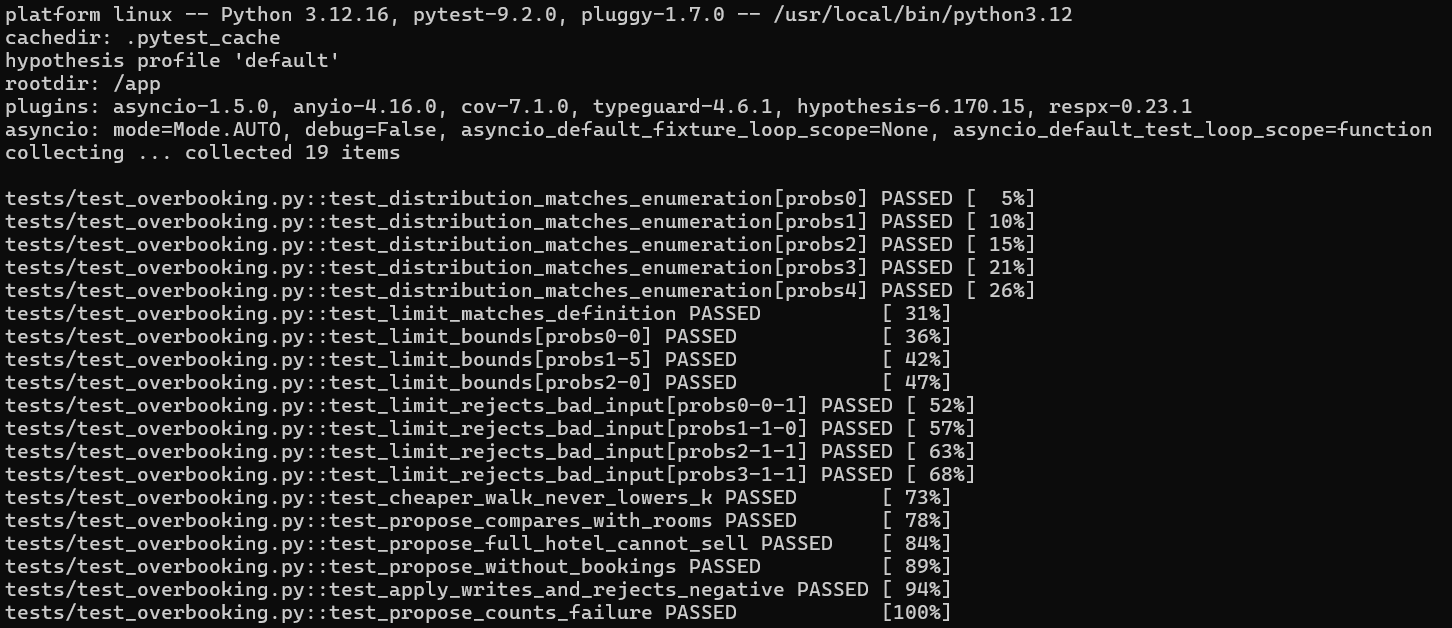 platform linux -- Python 3.12.16, pytest-9.2.0, pluggy-1.7.0 -- /usr/local/bin/python3.12
cachedir: .pytest_cache
hypothesis profile 'default'
rootdir: /app
plugins: asyncio-1.5.0, anyio-4.16.0, cov-7.1.0, typeguard-4.6.1, hypothesis-6.170.15, respx-0.23.1
asyncio: mode=Mode.AUTO, debug=False, asyncio_default_fixture_loop_scope=None, asyncio_default_test_loop_scope=function
collecting ... collected 19 items

tests/test_overbooking.py::test_distribution_matches_enumeration[probs0] PASSED [  5%]
tests/test_overbooking.py::test_distribution_matches_enumeration[probs1] PASSED [ 10%]
tests/test_overbooking.py::test_distribution_matches_enumeration[probs2] PASSED [ 15%]
tests/test_overbooking.py::test_distribution_matches_enumeration[probs3] PASSED [ 21%]
tests/test_overbooking.py::test_distribution_matches_enumeration[probs4] PASSED [ 26%]
tests/test_overbooking.py::test_limit_matches_definition PASSED          [ 31%]
tests/test_overbooking.py::test_limit_bounds[probs0-0] PASSED            [ 36%]
tests/test_overbooking.py::test_limit_bounds[probs1-5] PASSED            [ 42%]
tests/test_overbooking.py::test_limit_bounds[probs2-0] PASSED            [ 47%]
tests/test_overbooking.py::test_limit_rejects_bad_input[probs0-0-1] PASSED [ 52%]
tests/test_overbooking.py::test_limit_rejects_bad_input[probs1-1-0] PASSED [ 57%]
tests/test_overbooking.py::test_limit_rejects_bad_input[probs2-1-1] PASSED [ 63%]
tests/test_overbooking.py::test_limit_rejects_bad_input[probs3-1-1] PASSED [ 68%]
tests/test_overbooking.py::test_cheaper_walk_never_lowers_k PASSED       [ 73%]
tests/test_overbooking.py::test_propose_compares_with_rooms PASSED       [ 78%]
tests/test_overbooking.py::test_propose_full_hotel_cannot_sell PASSED    [ 84%]
tests/test_overbooking.py::test_propose_without_bookings PASSED          [ 89%]
tests/test_overbooking.py::test_apply_writes_and_rejects_negative PASSED [ 94%]
tests/test_overbooking.py::test_propose_counts_failure PASSED            [100%]